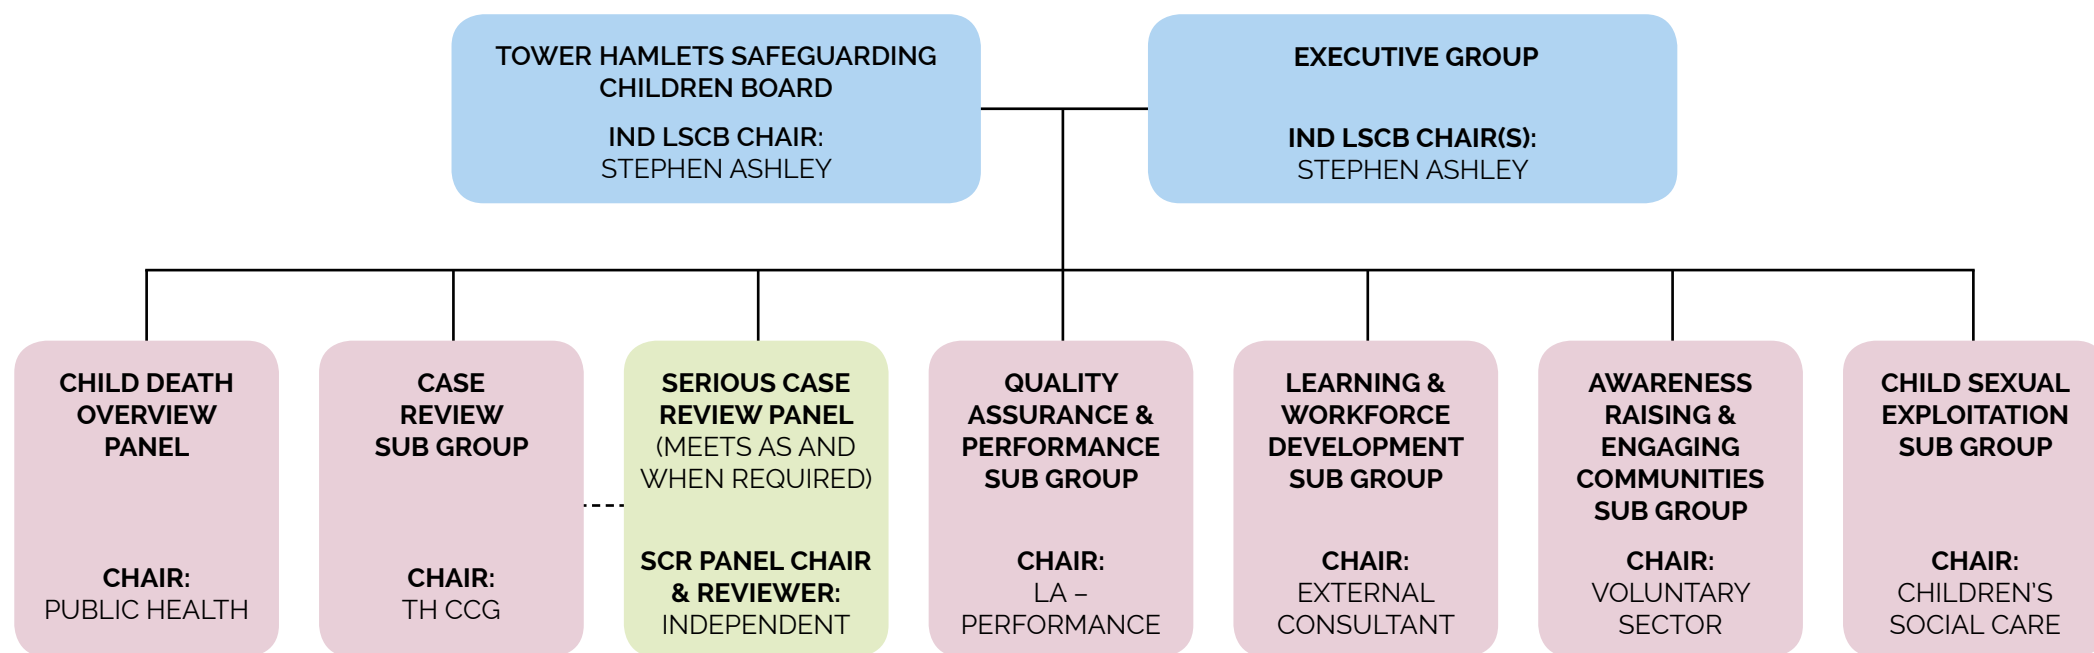 TOWER HAMLETS SAFEGUARDING
CHILDREN BOARD
IND LSCB CHAIR:
STEPHEN ASHLEY
EXECUTIVE GROUP
IND LSCB CHAIR(S):
STEPHEN ASHLEY
CHILD DEATH
OVERVIEW
PANEL
CHAIR:
PUBLIC HEALTH
CASE
REVIEW
SUB GROUP
CHAIR:
TH CCG
SERIOUS CASE
REVIEW PANEL
(MEETS AS AND
WHEN REQUIRED)
SCR PANEL CHAIR
& REVIEWER:
INDEPENDENT
QUALITY
ASSURANCE &
PERFORMANCE
SUB GROUP
CHAIR:
LA –
PERFORMANCE
LEARNING &
WORKFORCE
DEVELOPMENT
SUB GROUP
CHAIR:
EXTERNAL
CONSULTANT
AWARENESS
RAISING &
ENGAGING
COMMUNITIES
SUB GROUP
CHAIR:
VOLUNTARY
SECTOR
CHILD SEXUAL
EXPLOITATION
SUB GROUP
CHAIR:
CHILDREN’S
SOCIAL CARE